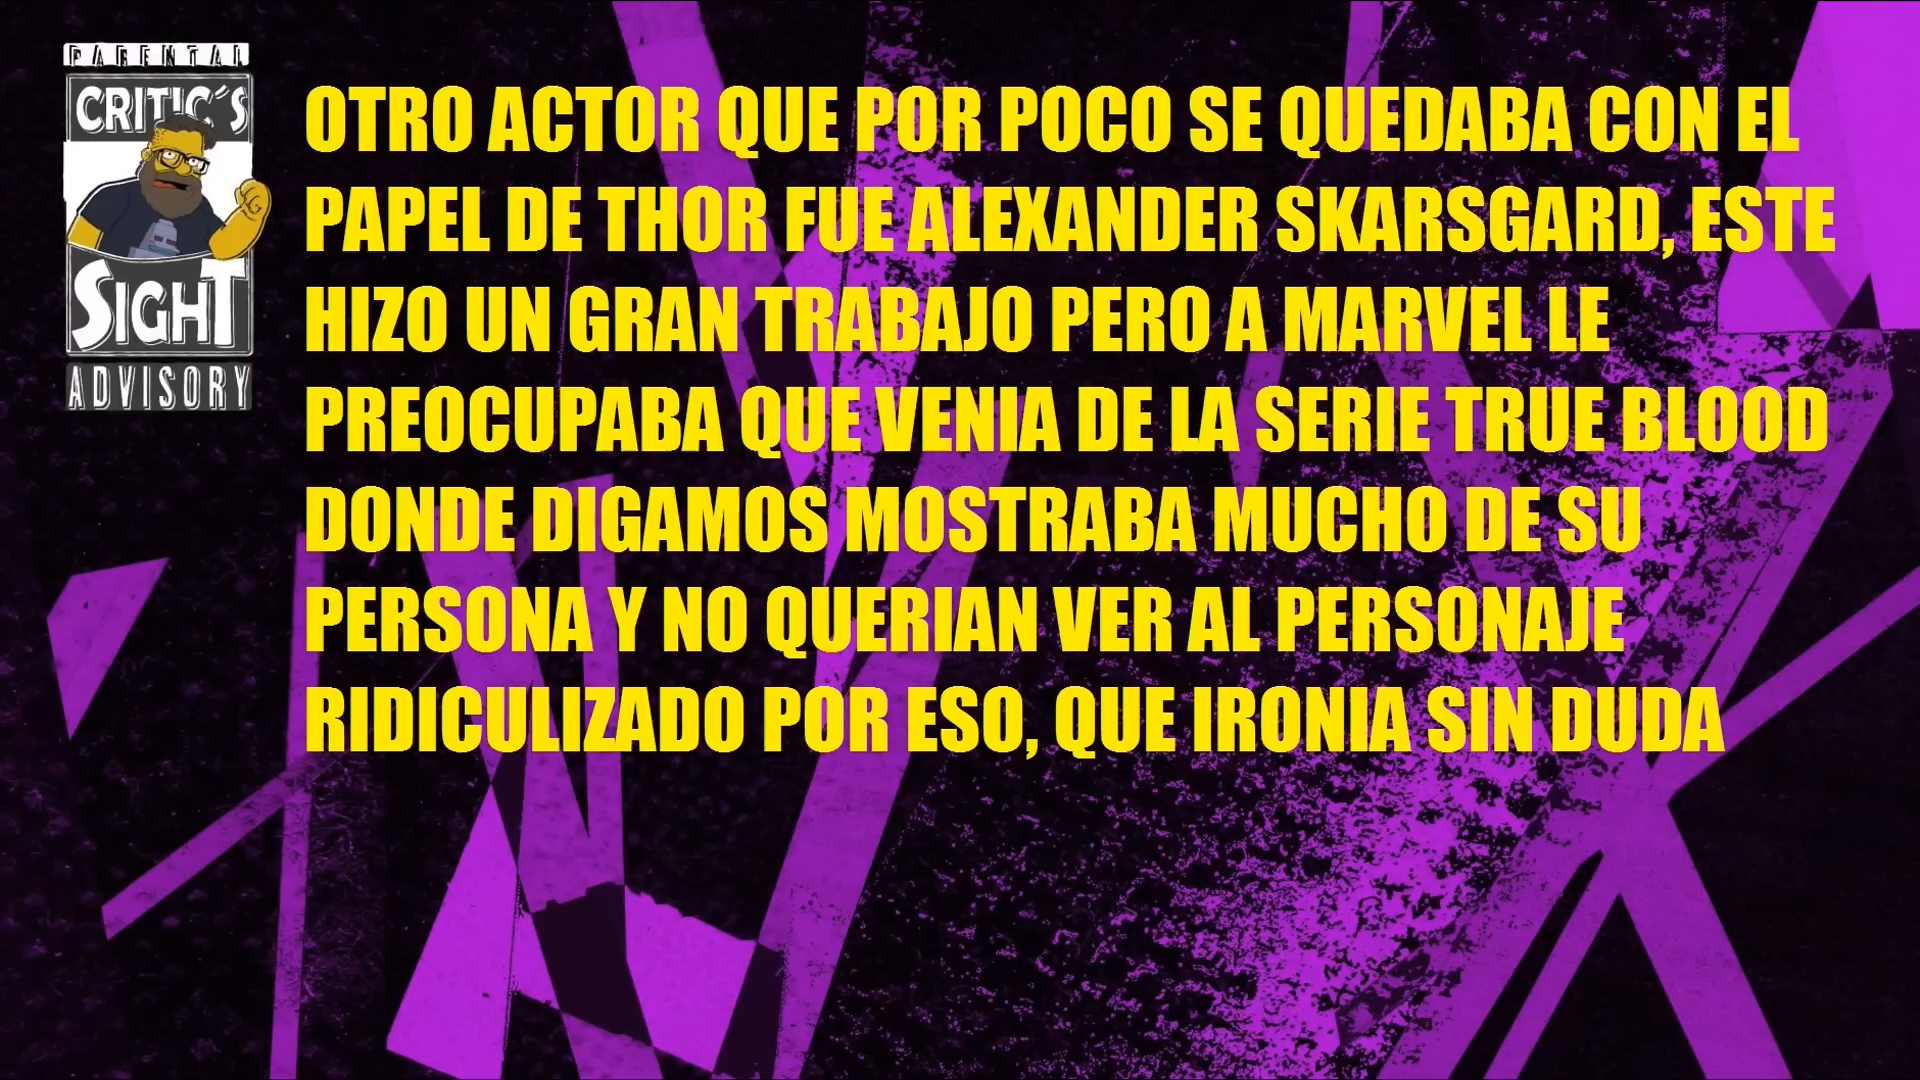 PARENTAL
CRITIC´S
SIGHT
ADVISORY
OTRO ACTOR QUE POR POCO SE QUEDABA CON EL
PAPEL DE THOR FUE ALEXANDER SKARSGARD, ESTE
HIZO UN GRAN TRABAJO PERO A MARVEL LE
PREOCUPABA QUE VENIA DE LA SERIE TRUE BLOOD
DONDE DIGAMOS MOSTRABA MUCHO DE SU
PERSONA Y NO QUERIAN VER AL PERSONAJE
RIDICULIZADO POR ESO, QUE IRONIA SIN DUDA